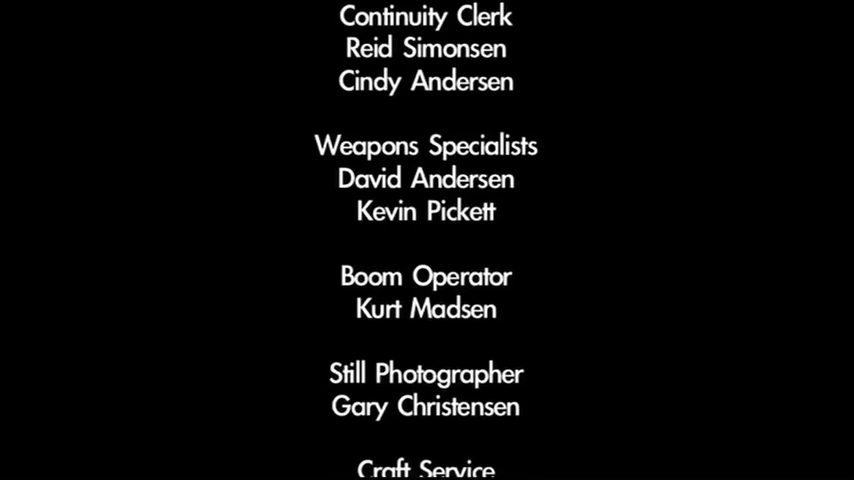 Continuity Clerk
Reid Simonsen
Cindy Andersen
Weapons Specialists
David Andersen
Kevin Pickett
Boom Operator
Kurt Madsen
Still Photographer
Gary Christensen
Craft Service